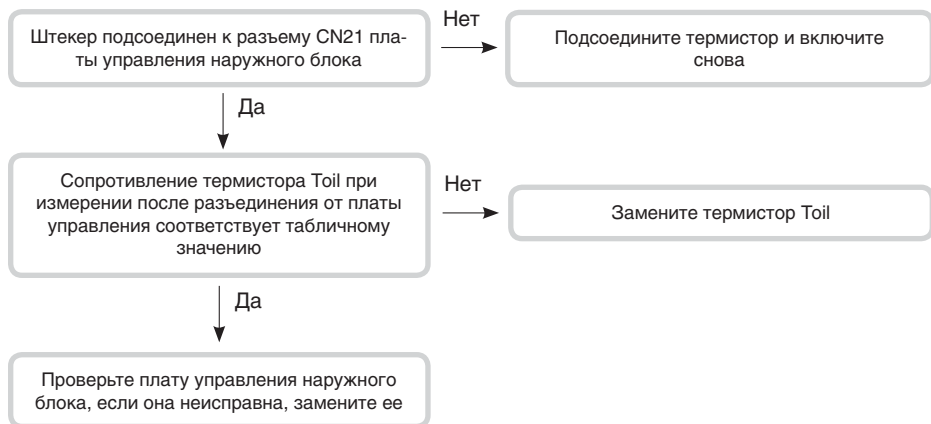 Штекер подсоединен к разъему CN21 пла-
ты управления наружного блока
Нет
Подсоедините термистор и включите
снова
Да
Сопротивление термистора Toil при
измерении после разъединения от платы
управления соответствует табличному
значению
Нет
Замените термистор Toil
Да
Проверьте плату управления наружного
блока, если она неисправна, замените ее